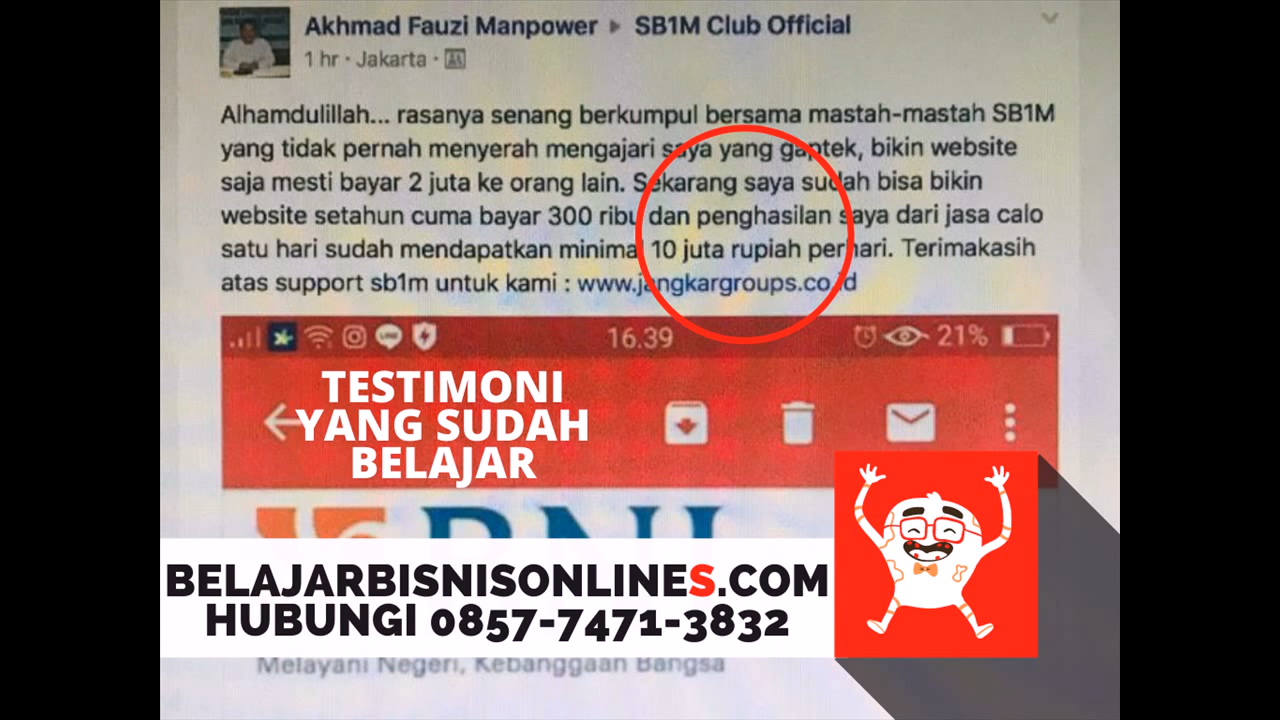 Akhmad Fauzi Manpower ▸ SB1M Club Official
1 hr · Jakarta ·
Alhamdulillah... rasanya senang berkumpul bersama mastah-mastah SB1M
yang tidak pernah menyerah mengajari saya yang gaptek, bikin website
saja mesti bayar 2 juta ke orang lain. Sekarang saya sudah bisa bikin
website setahun cuma bayar 300 ribu dan penghasilan saya dari jasa calo
satu hari sudah mendapatkan minimal 10 juta rupiah perhari. Terimakasih
atas support sb1m untuk kami : www.jangkargroups.co.id
16.39 21%
TESTIMONI
YANG SUDAH
BELAJAR
BNI
BELAJARBISNISONLINES.COM
HUBUNGI 0857-7471-3832
Melayani Negeri, Kebanggaan Bangsa